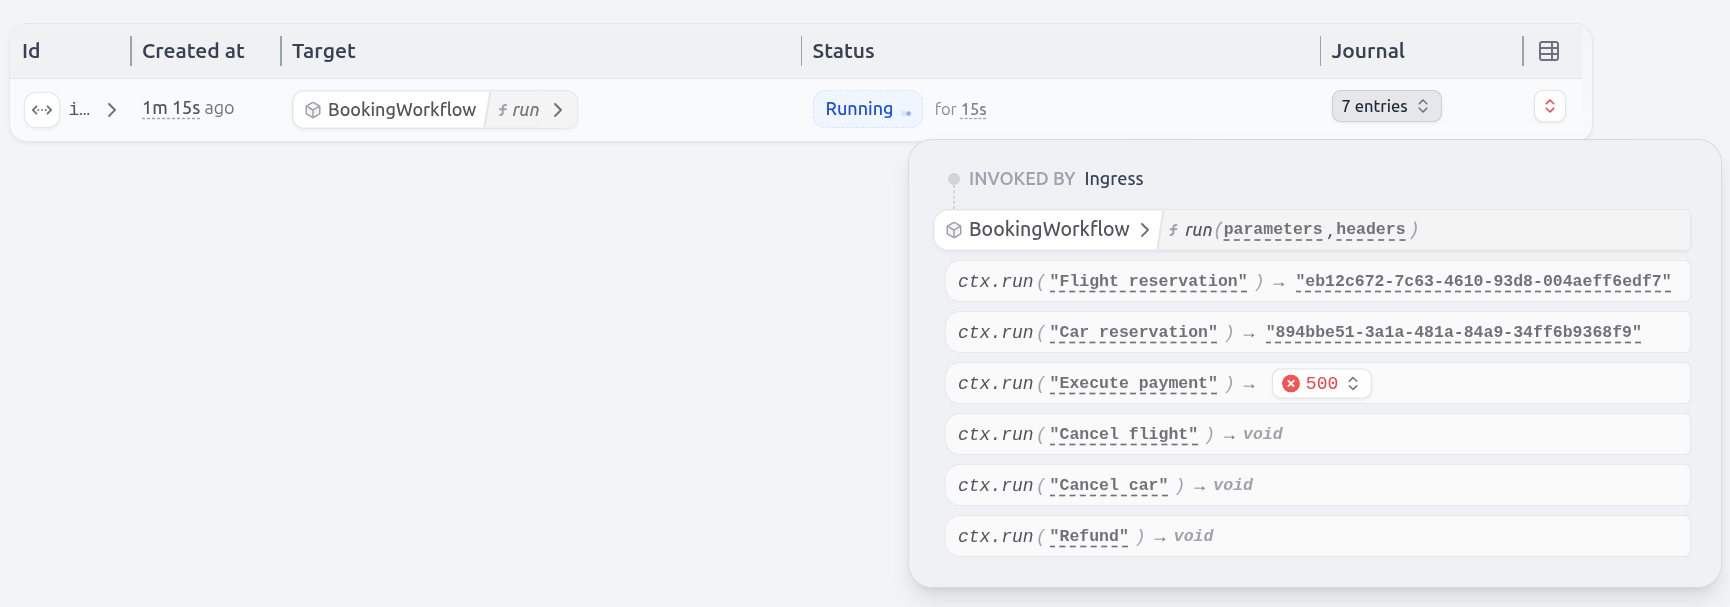 Id Created at Target Status Journal
i... 1m 15s ago BookingWorkflow run Running for 15s 7 entries
INVOKED BY Ingress
BookingWorkflow run(parameters,headers)
ctx.run("Flight reservation") → "eb12c672-7c63-4610-93d8-004aeff6edf7"
ctx.run("Car reservation") → "894bbe51-3a1a-481a-84a9-34ff6b9368f9"
ctx.run("Execute payment") → 500
ctx.run("Cancel flight") → void
ctx.run("Cancel car") → void
ctx.run("Refund") → void